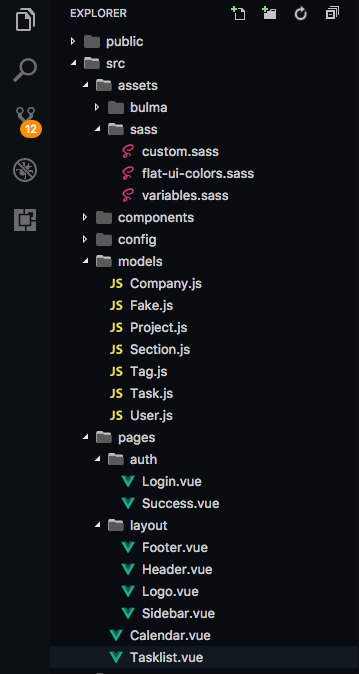 EXPLORER
public
src
assets
bulma
sass
custom.sass
flat-ui-colors.sass
variables.sass
components
config
models
JS Company.js
JS Fake.js
JS Project.js
JS Section.js
JS Tag.js
JS Task.js
JS User.js
pages
auth
Login.vue
Success.vue
layout
Footer.vue
Header.vue
Logo.vue
Sidebar.vue
Calendar.vue
Tasklist.vue
12